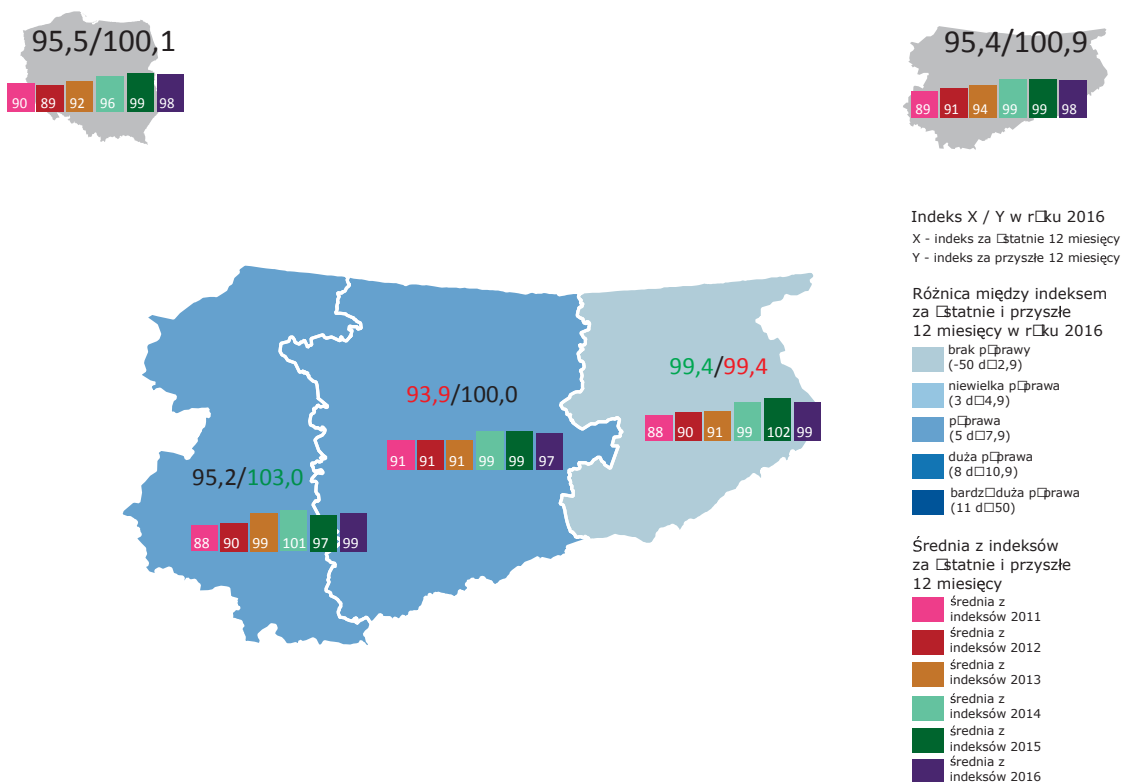 95,5/100,1
90 89 92 96 99 98
95,4/100,9
89 91 94 99 99 98
Indeks X / Y w r□ku 2016
X - indeks za □statnie 12 miesięcy
Y - indeks za przyszłe 12 miesięcy
Różnica między indeksem
za □statnie i przyszłe
12 miesięcy w r□ku 2016
brak p□prawy
(-50 d□2,9)
niewielka p□prawa
(3 d□4,9)
p□prawa
(5 d□7,9)
duża p□prawa
(8 d□10,9)
bardz□duża p□prawa
(11 d□50)
Średnia z indeksów
za □statnie i przyszłe
12 miesięcy
średnia z
indeksów 2011
średnia z
indeksów 2012
średnia z
indeksów 2013
średnia z
indeksów 2014
średnia z
indeksów 2015
średnia z
indeksów 2016
99,4/99,4
88 90 91 99 102 99
93,9/100,0
91 91 91 99 99 97
95,2/103,0
88 90 99 101 97 99